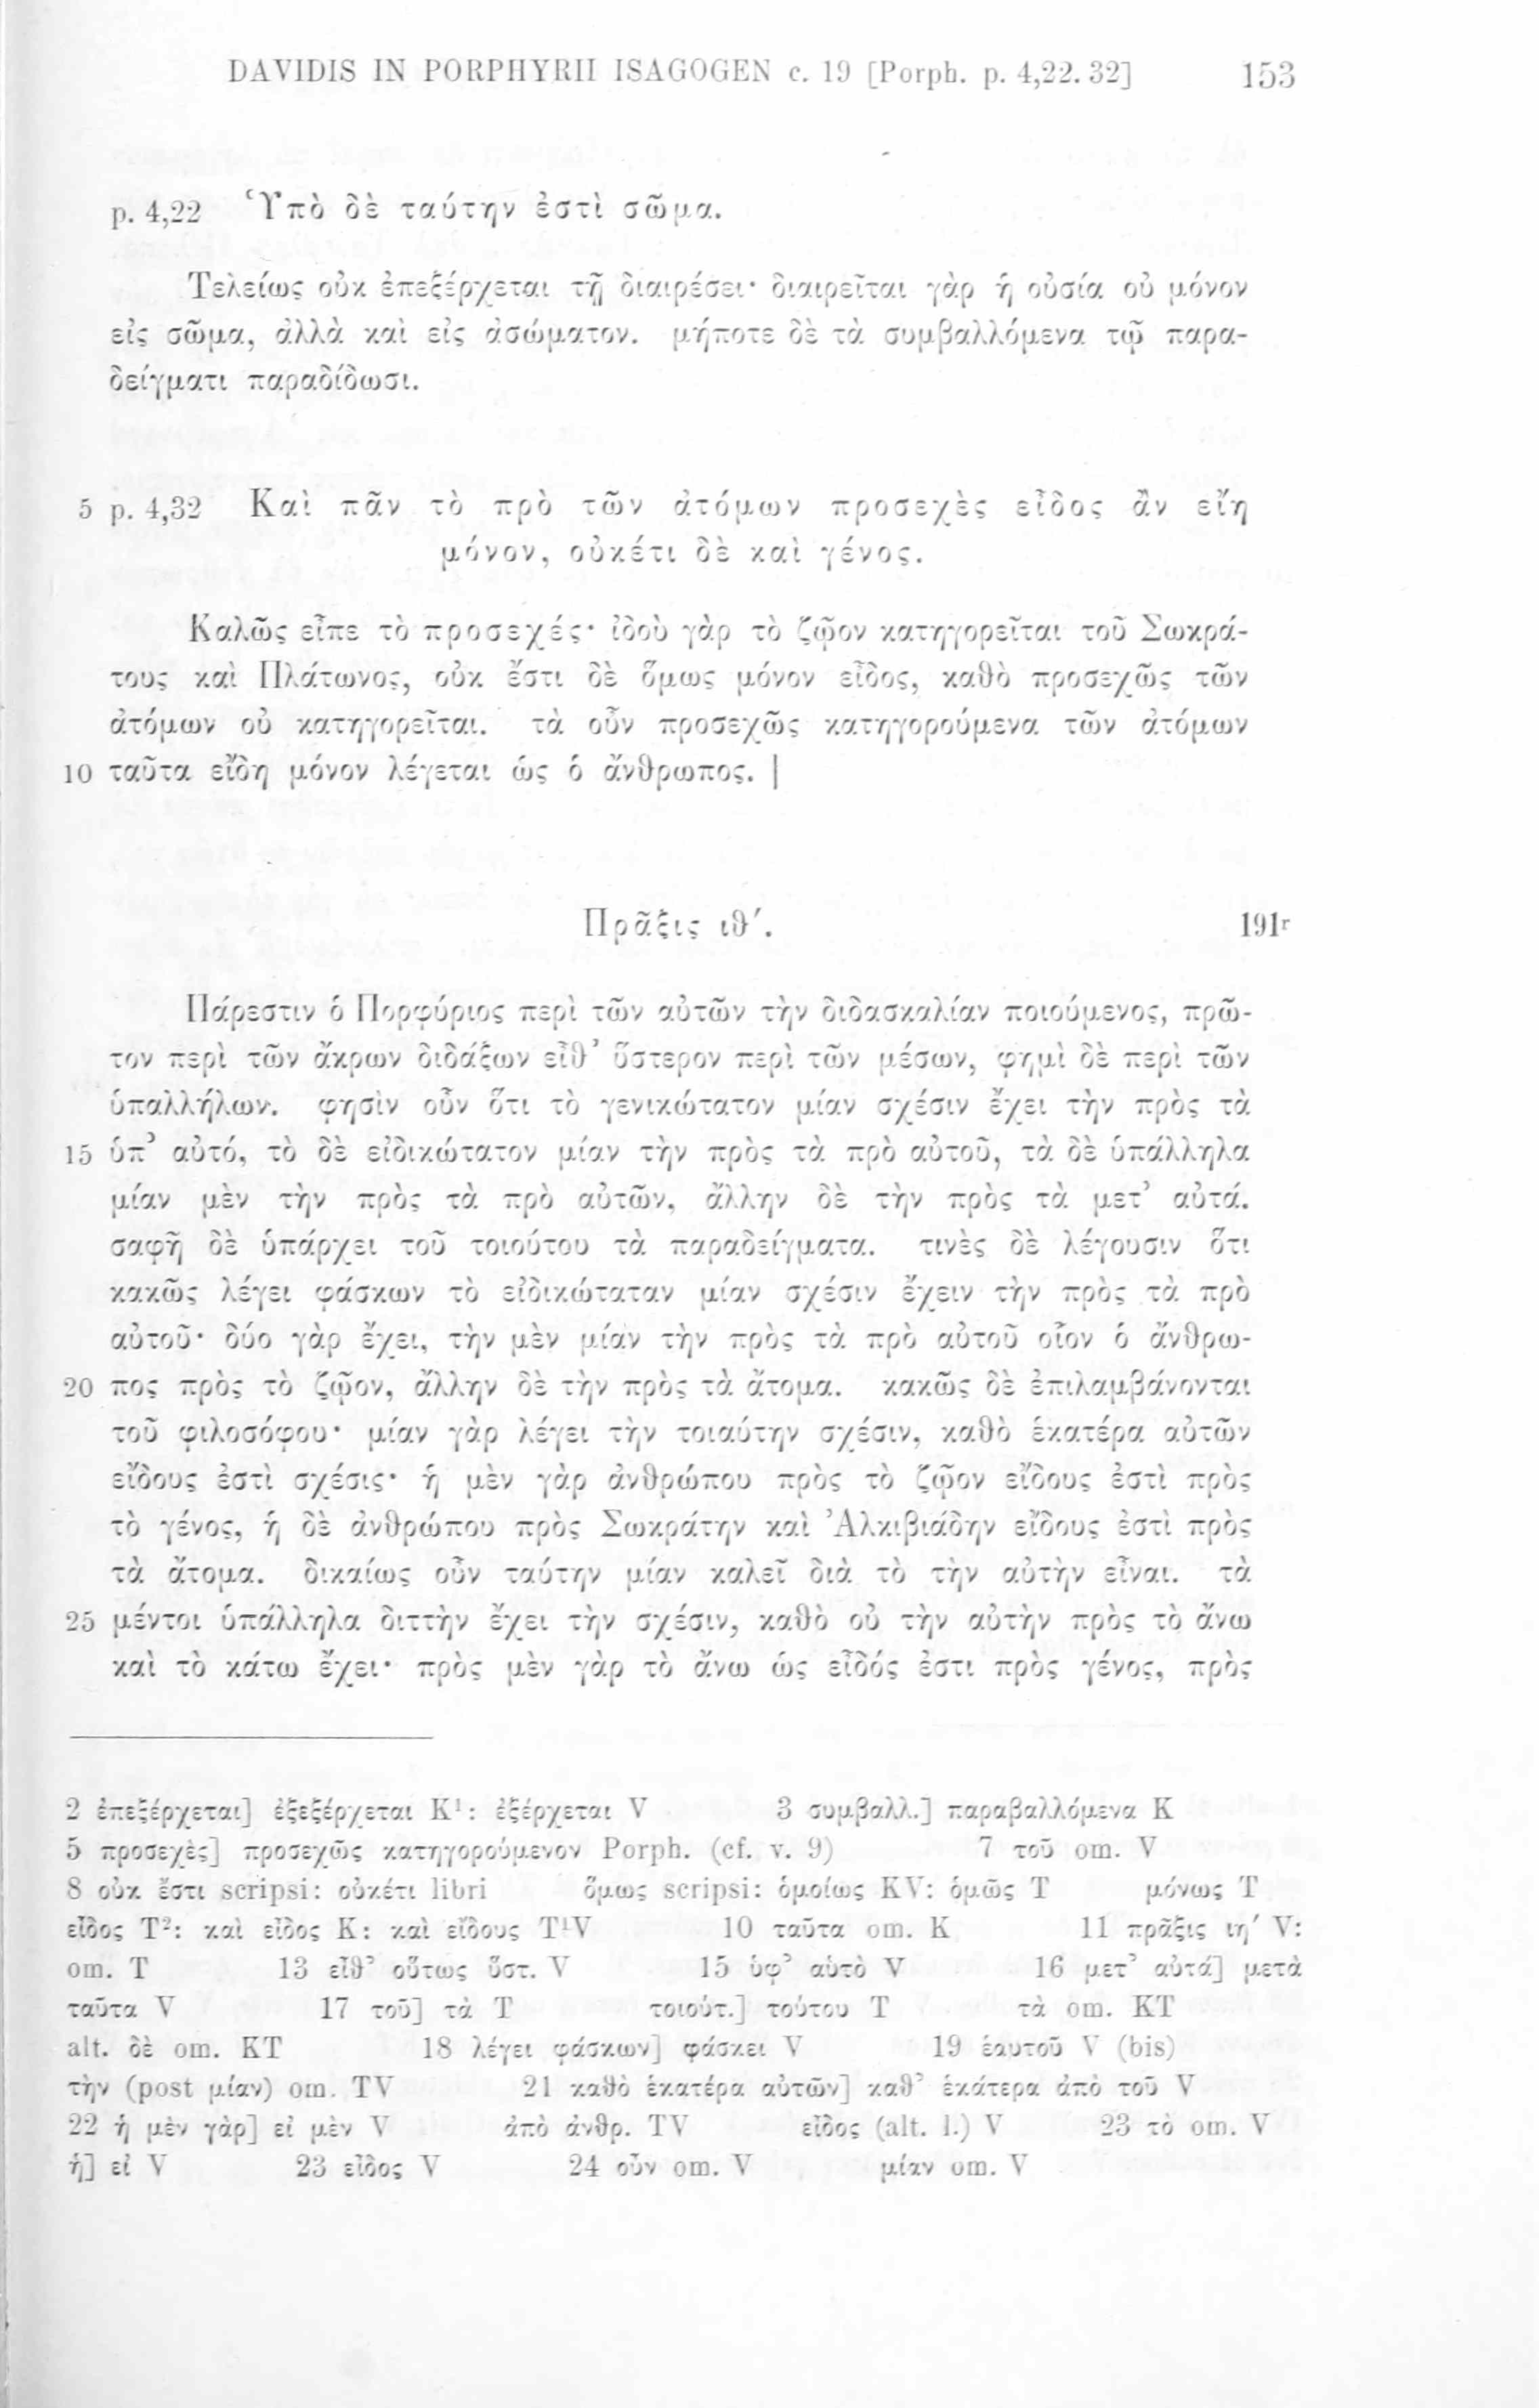 DAVIDIS IN PORPHYRII ISAGOGEN c. 19 [Porph. p. 4,22. 32] 153
p. 4,22 Ὑπὸ δὲ ταύτην ἐστὶ σῶμα.
Τελείως οὐκ ἐπεξέρχεται τῇ διαιρέσει· διαιρεῖται γὰρ ἡ οὐσία οὐ μόνον
εἰς σῶμα, ἀλλὰ καὶ εἰς ἀσώματον. μήποτε δὲ τὰ συμβαλλόμενα τῷ παρα-
δείγματι παραδίδωσι.
5 p. 4,32 Καὶ πᾶν τὸ πρὸ τῶν ἀτόμων προσεχὲς εἶδος ἂν εἴη
μόνον, οὐκέτι δὲ καὶ γένος.
Καλῶς εἶπε τὸ προσεχές· ἰδοὺ γὰρ τὸ ζῷον κατηγορεῖται τοῦ Σωκρά-
τους καὶ Πλάτωνος, οὐκ ἔστι δὲ ὅμως μόνον εἶδος, καθὸ προσεχῶς τῶν
ἀτόμων οὐ κατηγορεῖται. τὰ οὖν προσεχῶς κατηγορούμενα τῶν ἀτόμων
10 ταῦτα εἴδη μόνον λέγεται ὡς ὁ ἄνθρωπος. |
Πρᾶξις ιθ´. 191r
Πάρεστιν ὁ Πορφύριος περὶ τῶν αὐτῶν τὴν διδασκαλίαν ποιούμενος, πρῶ-
τον περὶ τῶν ἄκρων διδάξων εἶθ’ ὕστερον περὶ τῶν μέσων, φημὶ δὲ περὶ τῶν
ὑπαλλήλων. φησὶν οὖν ὅτι τὸ γενικώτατον μίαν σχέσιν ἔχει τὴν πρὸς τὰ
15 ὑπ’ αὐτό, τὸ δὲ εἰδικώτατον μίαν τὴν πρὸς τὰ πρὸ αὐτοῦ, τὰ δὲ ὑπάλληλα
μίαν μὲν τὴν πρὸς τὰ πρὸ αὐτῶν, ἄλλην δὲ τὴν πρὸς τὰ μετ’ αὐτά.
σαφῆ δὲ ὑπάρχει τοῦ τοιούτου τὰ παραδείγματα. τινὲς δὲ λέγουσιν ὅτι
κακῶς λέγει φάσκων τὸ εἰδικώταταν μίαν σχέσιν ἔχειν τὴν πρὸς τὰ πρὸ
αὐτοῦ· δύο γὰρ ἔχει, τὴν μὲν μίαν τὴν πρὸς τὰ πρὸ αὐτοῦ οἷον ὁ ἄνθρω-
20 πος πρὸς τὸ ζῷον, ἄλλην δὲ τὴν πρὸς τὰ ἄτομα. κακῶς δὲ ἐπιλαμβάνονται
τοῦ φιλοσόφου· μίαν γὰρ λέγει τὴν τοιαύτην σχέσιν, καθὸ ἑκατέρα αὐτῶν
εἴδους ἐστὶ σχέσις· ἡ μὲν γὰρ ἀνθρώπου πρὸς τὸ ζῷον εἴδους ἐστὶ πρὸς
τὸ γένος, ἡ δὲ ἀνθρώπου πρὸς Σωκράτην καὶ Ἀλκιβιάδην εἴδους ἐστὶ πρὸς
τὰ ἄτομα. δικαίως οὖν ταύτην μίαν καλεῖ διὰ τὸ τὴν αὐτὴν εἶναι. τὰ
25 μέντοι ὑπάλληλα διττὴν ἔχει τὴν σχέσιν, καθὸ οὐ τὴν αὐτὴν πρὸς τὸ ἄνω
καὶ τὸ κάτω ἔχει· πρὸς μὲν γὰρ τὸ ἄνω ὡς εἶδός ἐστι πρὸς γένος, πρὸς
2 ἐπεξέρχεται] ἐξεξέρχεται K¹: ἐξέρχεται V 3 συμβαλλ.] παραβαλλόμενα K
5 προσεχὲς] προσεχῶς κατηγορούμενον Porph. (cf. v. 9) 7 τοῦ om. V
8 οὐκ ἔστι scripsi: οὐκέτι libri ὅμως scripsi: ὁμοίως KV: ὁμῶς T μόνως T
εἶδος T²: καὶ εἶδος K: καὶ εἴδους T¹V 10 ταῦτα om. K 11 πρᾶξις ιη´ V:
om. T 13 εἶθ’ οὕτως ὕστ. V 15 ὑφ’ αὑτὸ V 16 μετ’ αὐτά] μετὰ
ταῦτα V 17 τοῦ] τὰ T τοιούτ.] τούτου T τὰ om. KT
alt. δὲ om. KT 18 λέγει φάσκων] φάσκει V 19 ἑαυτοῦ V (bis)
τὴν (post μίαν) om. TV 21 καθὸ ἑκατέρα αὐτῶν] καθ’ ἑκάτερα ἀπὸ τοῦ V
22 ἡ μὲν γὰρ] εἰ μὲν V ἀπὸ ἀνθρ. TV εἶδος (alt. l.) V 23 τὸ om. V
ἡ] εἰ V 23 εἶδος V 24 οὖν om. V μίαν om. V